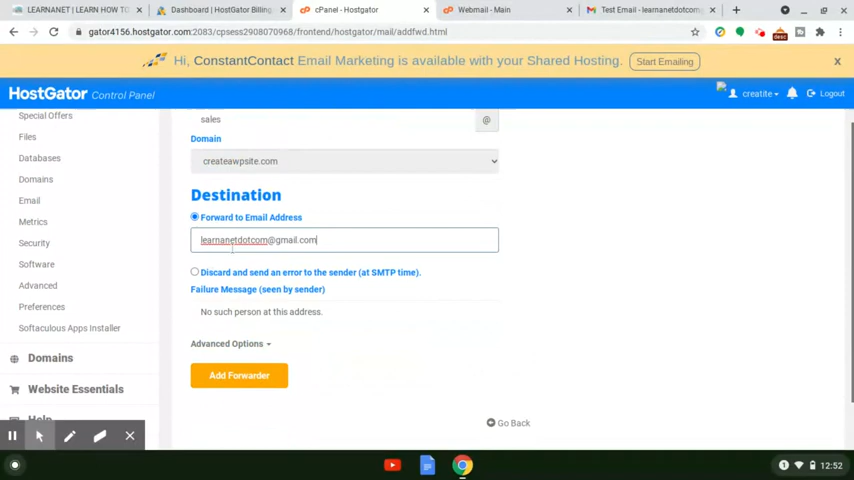 LEARNANET | LEARN HOW TO
Dashboard | HostGator Billing
cPanel - Hostgator
Webmail - Main
Test Email - learnanetdotcom
gator4156.hostgator.com:2083/cpsess2908070968/frontend/hostgator/mail/addfwd.html
Hi, ConstantContact Email Marketing is available with your Shared Hosting.
Start Emailing
X
HostGator Control Panel
creatite
Logout
Special Offers
Files
Databases
Domains
Email
Metrics
Security
Software
Advanced
Preferences
Softaculous Apps Installer
Domains
Website Essentials
Help
sales
@
Domain
createawpsite.com
Destination
Forward to Email Address
learnanetdotcom@gmail.com
Discard and send an error to the sender (at SMTP time).
Failure Message (seen by sender)
No such person at this address.
Advanced Options
Add Forwarder
Go Back
1
12:52